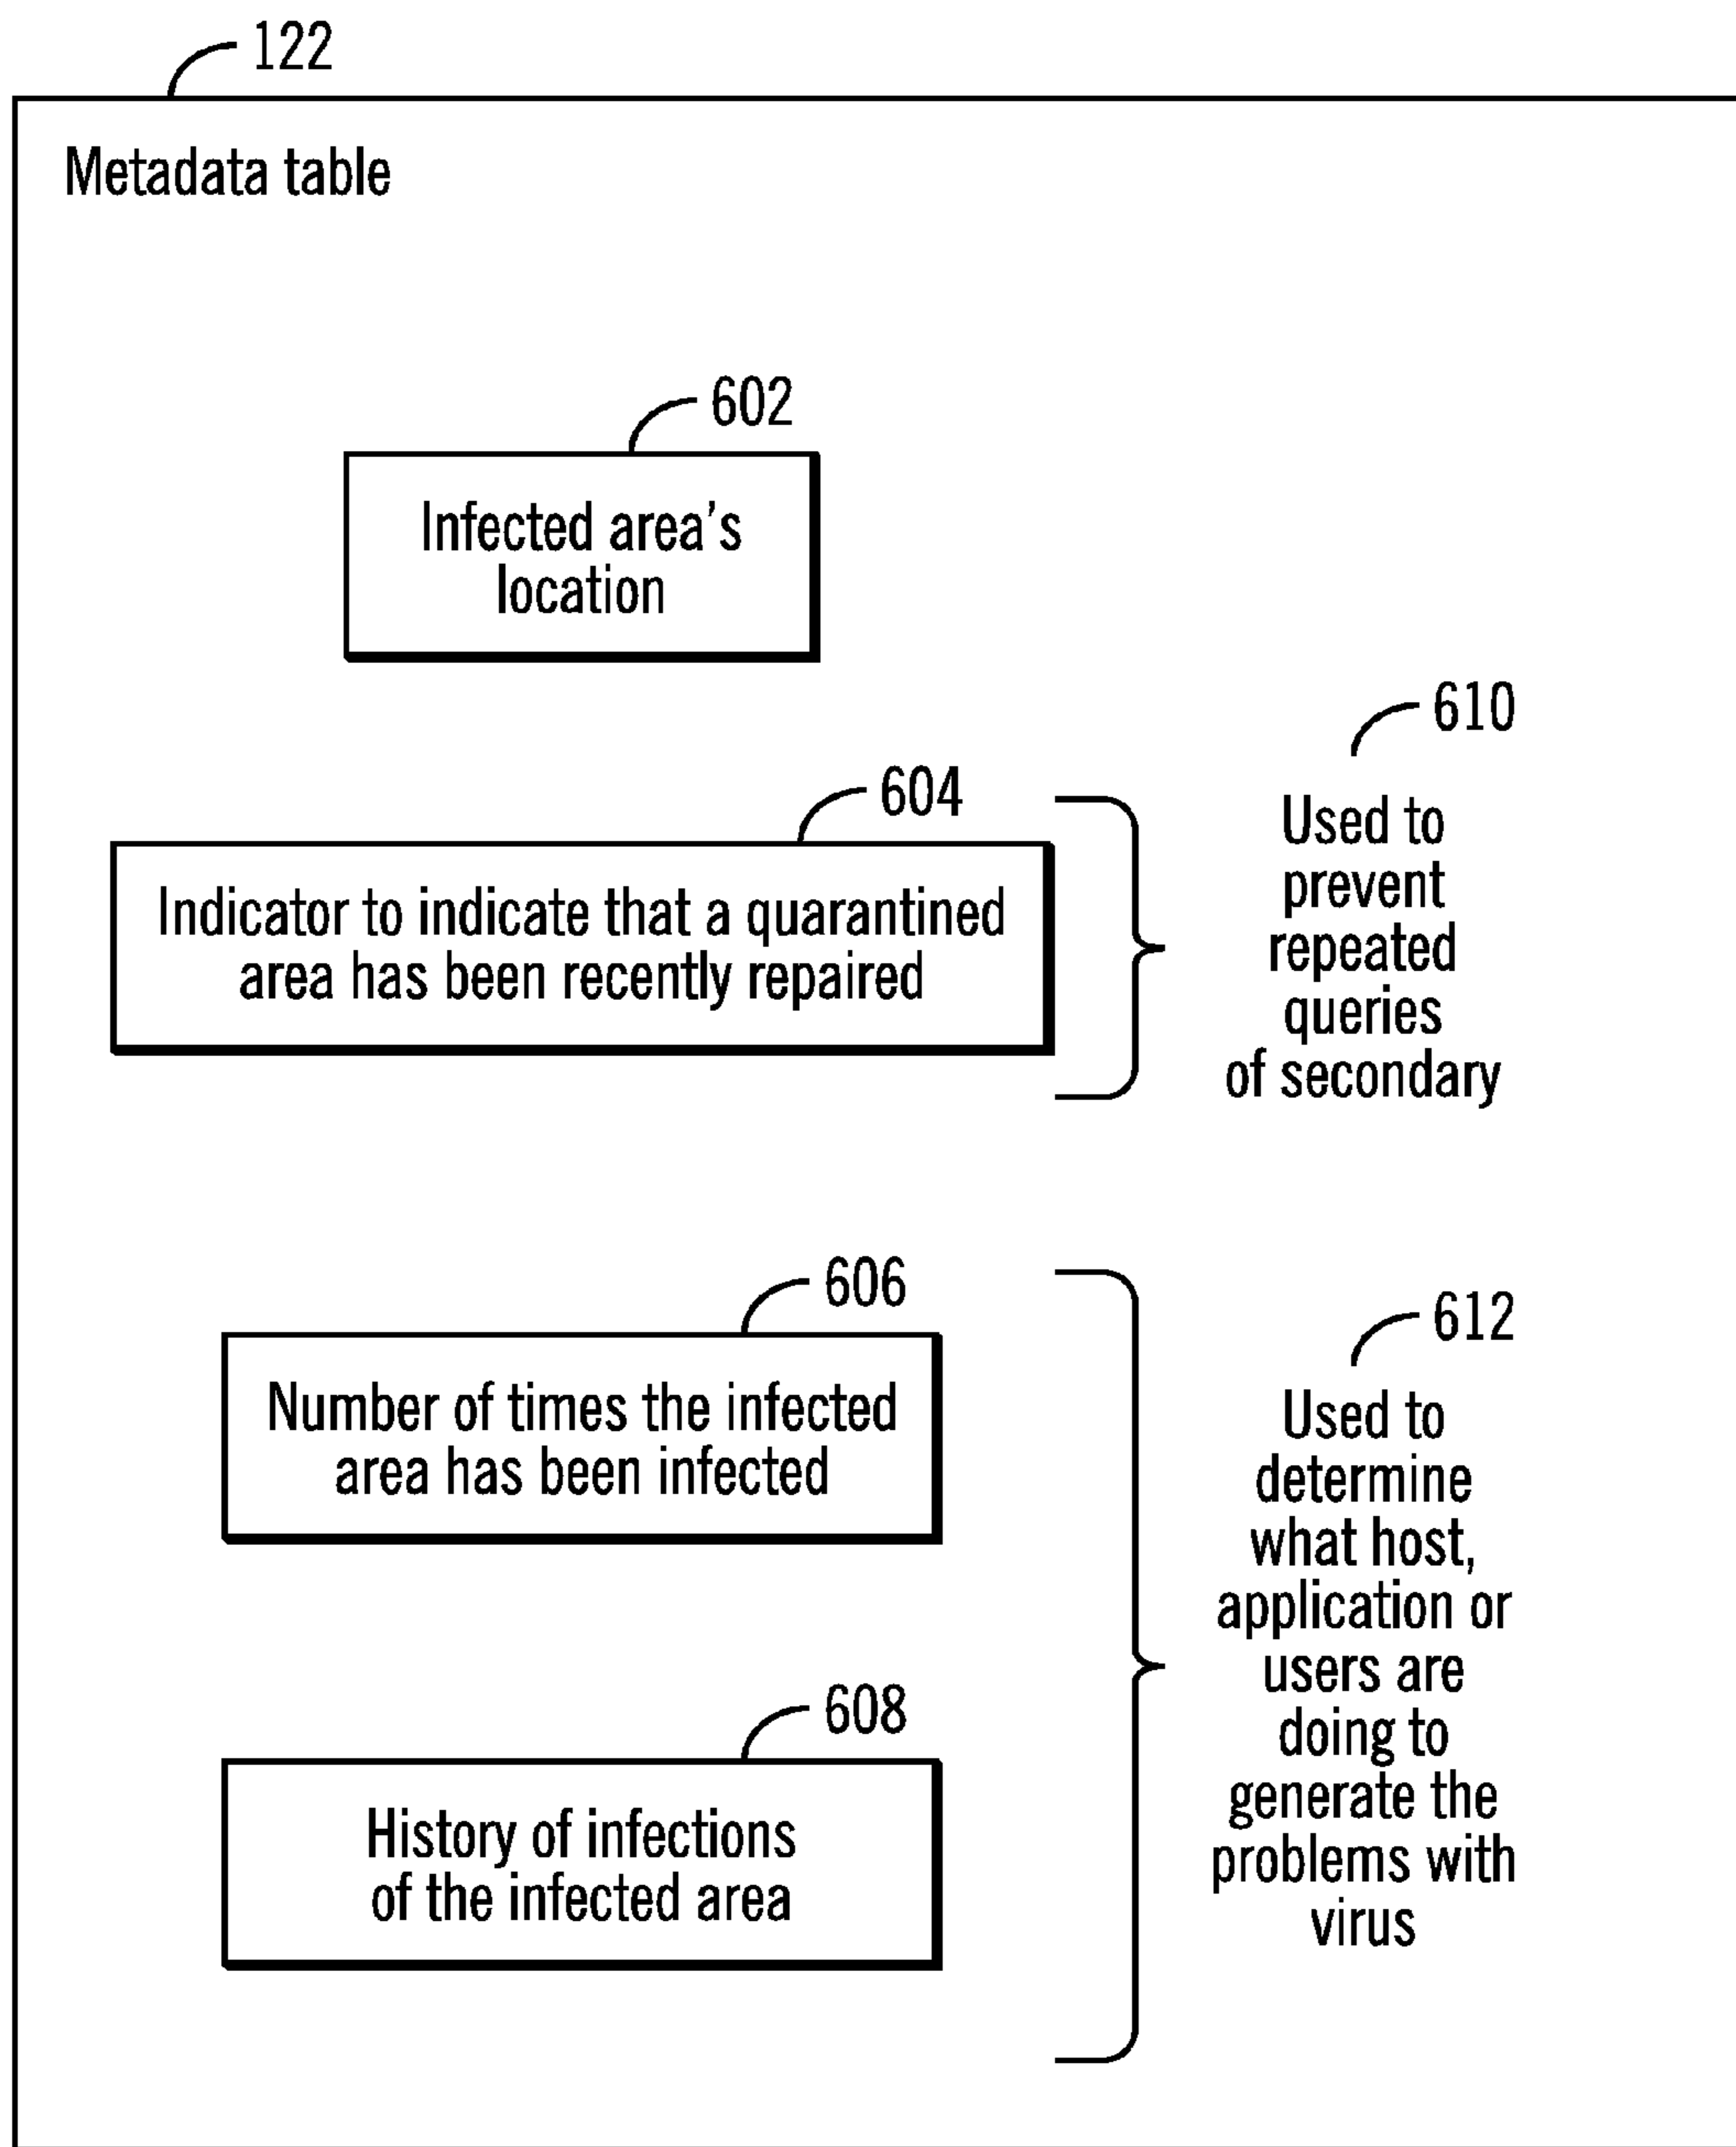 122
Metadata table
602
Infected area's
location
610
604
Indicator to indicate that a quarantined
area has been recently repaired
Used to
prevent
repeated
queries
of secondary
606
Number of times the infected
area has been infected
608
History of infections
of the infected area
612
Used to
determine
what host,
application or
users are
doing to
generate the
problems with
virus